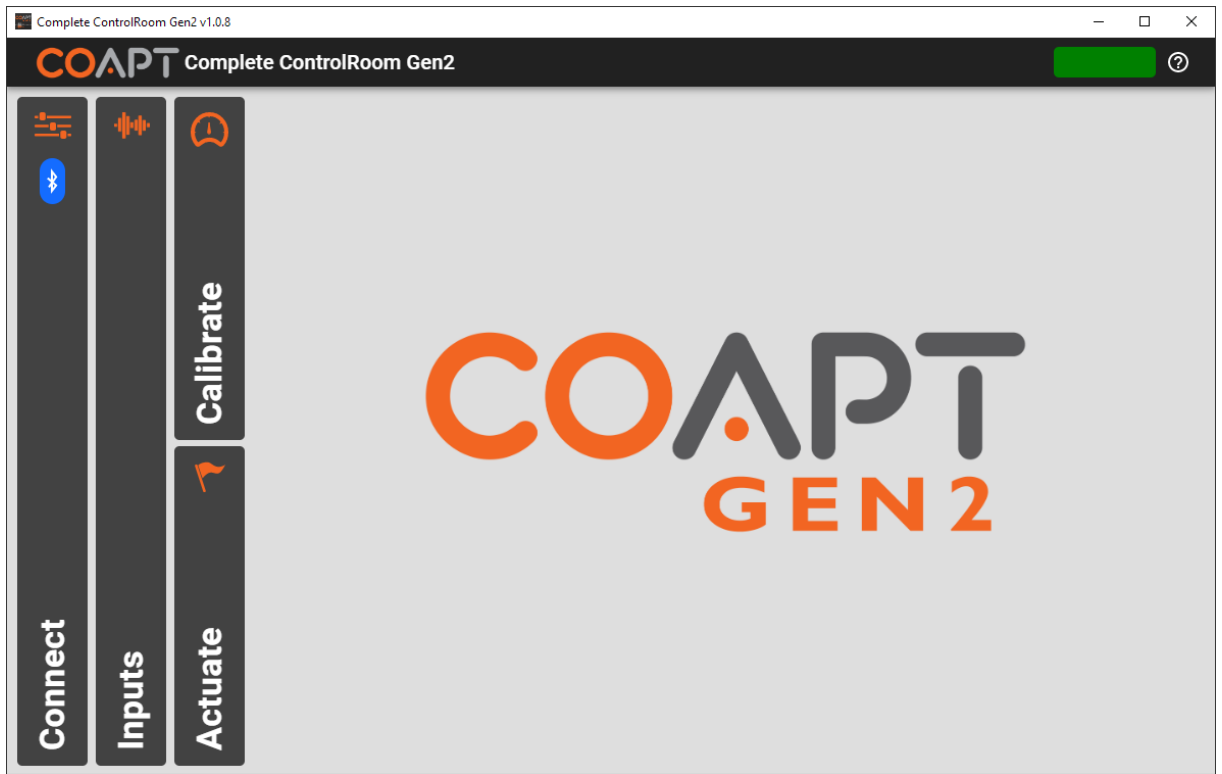 Complete ControlRoom Gen2 v1.0.8
COAPT Complete ControlRoom Gen2
Connect
Inputs
Calibrate
Actuate
COAPT
GEN2